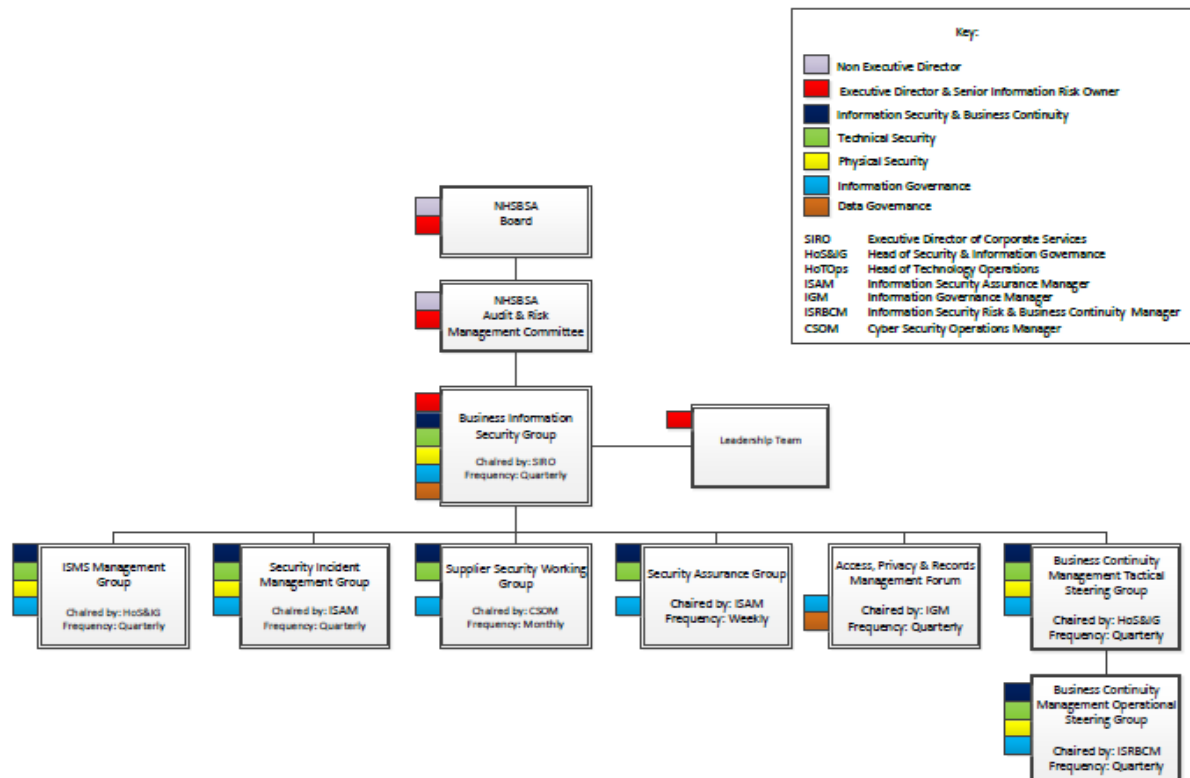 Key:
Non Executive Director
Executive Director & Senior Information Risk Owner
Information Security & Business Continuity
Technical Security
Physical Security
Information Governance
Data Governance
SIRO Executive Director of Corporate Services
HoS&IG Head of Security & Information Governance
HoTOps Head of Technology Operations
ISAM Information Security Assurance Manager
IGM Information Governance Manager
ISRBCM Information Security Risk & Business Continuity Manager
CSOM Cyber Security Operations Manager
NHSBSA
Board
NHSBSA
Audit & Risk
Management Committee
Business Information
Security Group
Chaired by: SIRO
Frequency: Quarterly
Leadership Team
ISMS Management
Group
Chaired by: HoS&IG
Frequency: Quarterly
Security Incident
Management Group
Chaired by: ISAM
Frequency: Quarterly
Supplier Security Working
Group
Chaired by: CSOM
Frequency: Monthly
Security Assurance Group
Chaired by: ISAM
Frequency: Weekly
Access, Privacy & Records
Management Forum
Chaired by: IGM
Frequency: Quarterly
Business Continuity
Management Tactical
Steering Group
Chaired by: HoS&IG
Frequency: Quarterly
Business Continuity
Management Operational
Steering Group
Chaired by: ISRBCM
Frequency: Quarterly